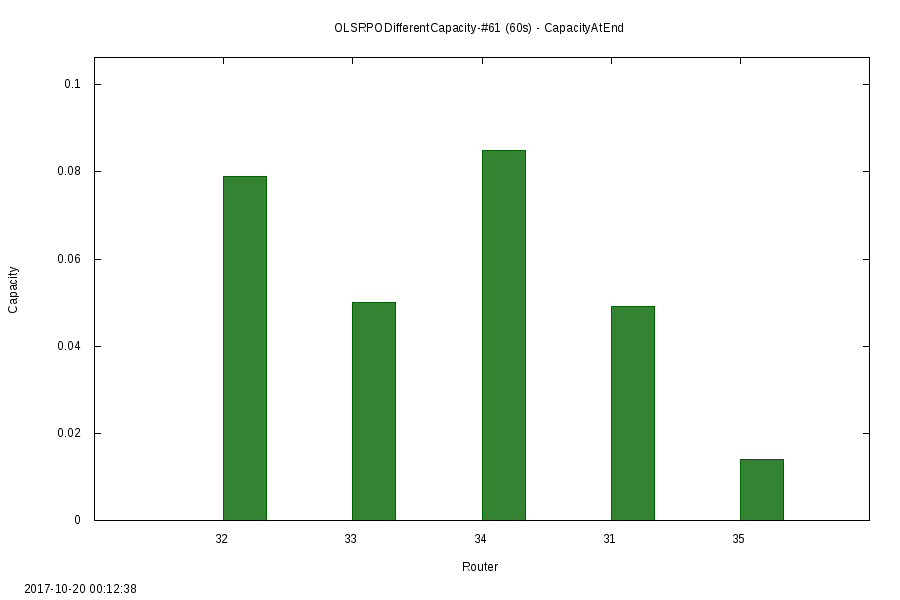 OLSRPODifferentCapacity-#61 (60s) - CapacityAtEnd
0.1
0.08
0.06
0.04
0.02
0
Capacity
32 33 34 31 35
Router
2017-10-20 00:12:38